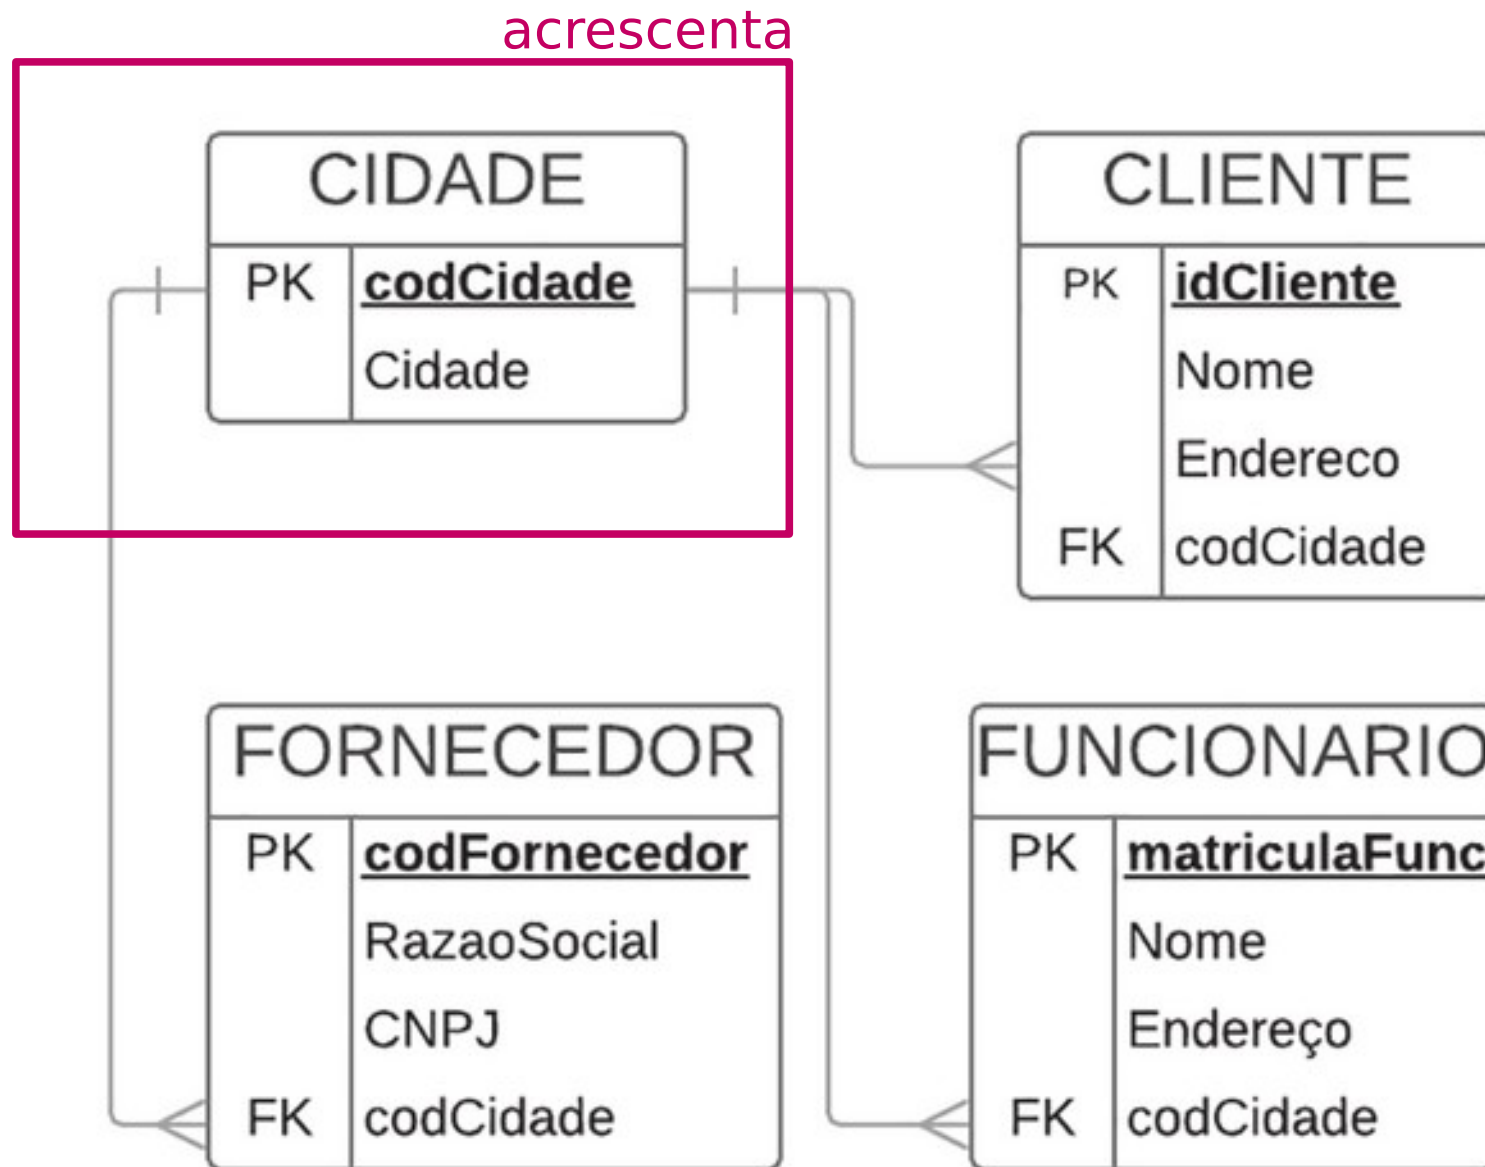 acrescenta
CIDADE
PK codCidade
Cidade
CLIENTE
PK idCliente
Nome
Endereco
FK codCidade
FORNECEDOR
PK codFornecedor
RazaoSocial
CNPJ
FK codCidade
FUNCIONARIO
PK matriculaFunc
Nome
Endereço
FK codCidade